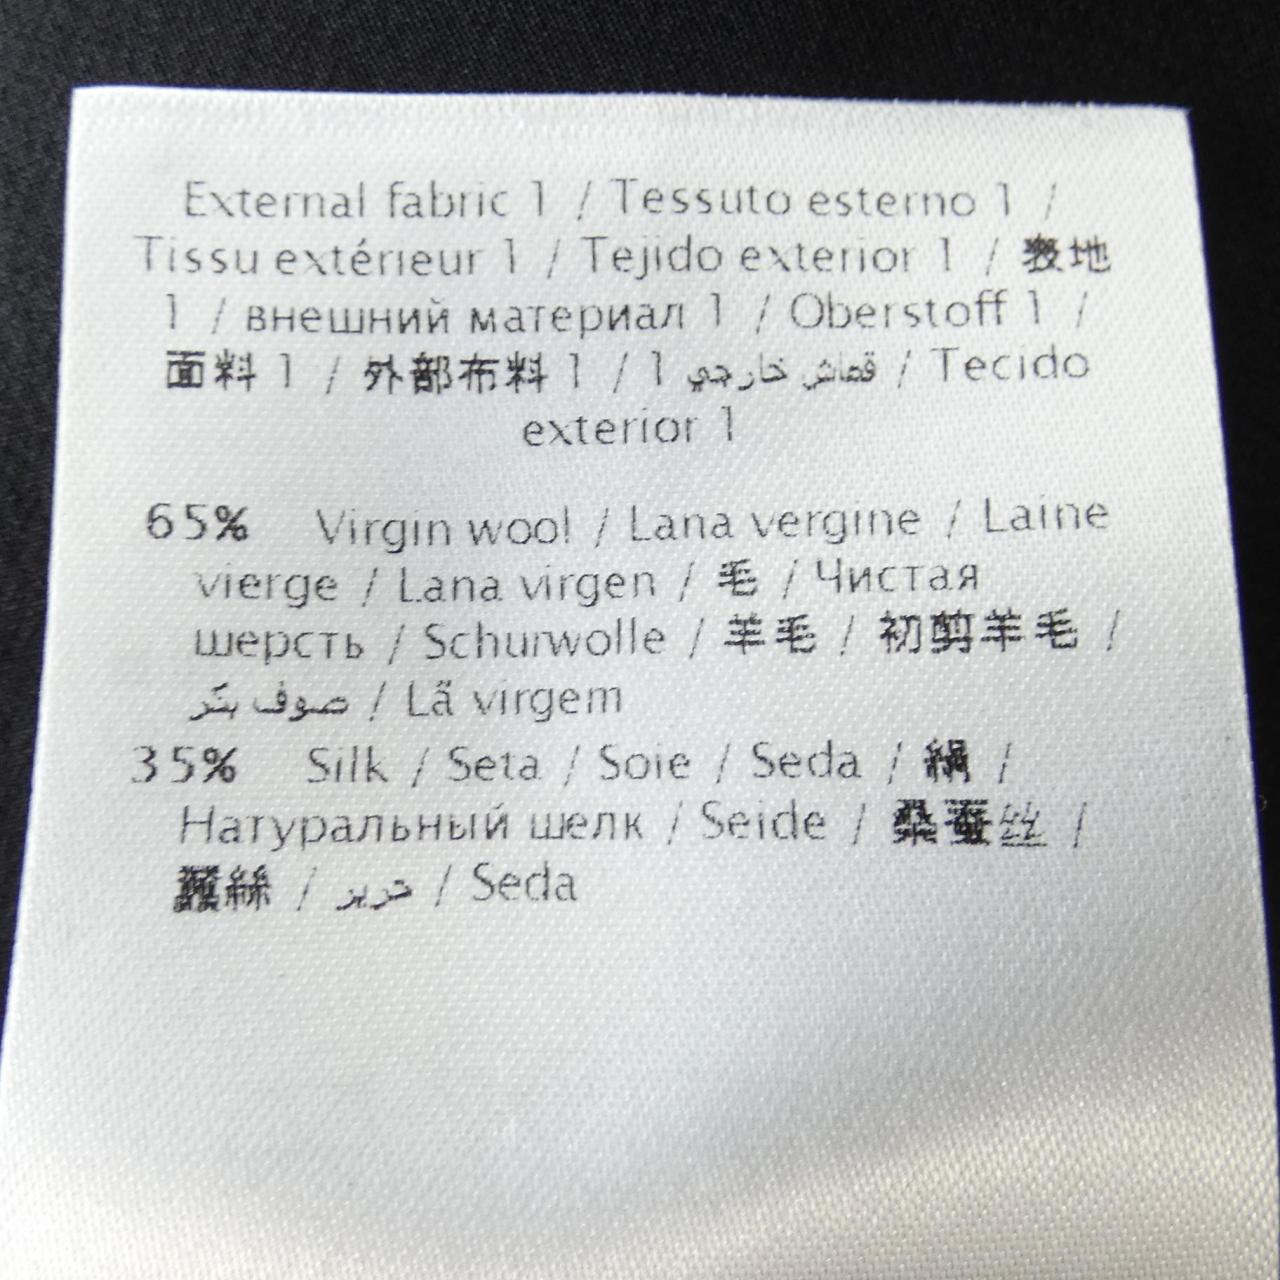 External fabric 1 / Tessuto esterno 1 /
Tissu extérieur 1 / Tejido exterior 1 / 表地
1 / внешний материал 1 / Oberstoff 1 /
面料 1 / 外部布料 1 / قماش خارجي 1 / Tecido
exterior 1
65% Virgin wool / Lana vergine / Laine
vierge / Lana virgen / 毛 / Чистая
шерсть / Schurwolle / 羊毛 / 初剪羊毛 /
صوف بكر / Lã virgem
35% Silk / Seta / Soie / Seda / 絹 /
Натуральный шелк / Seide / 桑蚕丝 /
蠶絲 / حرير / Seda